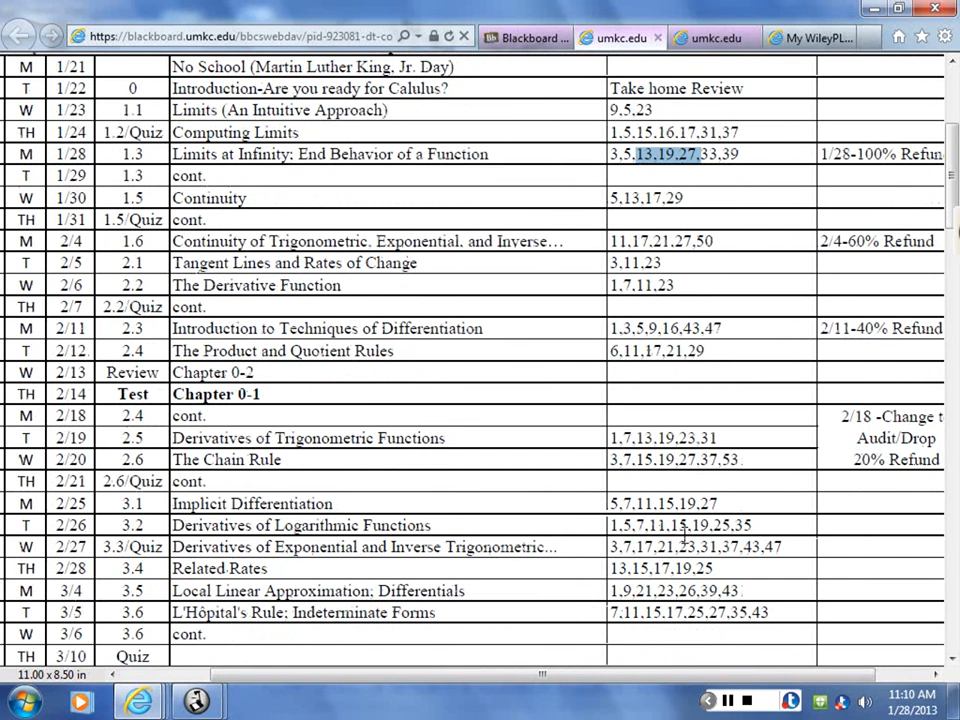 https://blackboard.umkc.edu/bbcswebdav/pid-923081-dt-co
Blackboard ...
umkc.edu
umkc.edu
My WileyPL...
M 1/21 No School (Martin Luther King, Jr. Day)
T 1/22 0 Introduction-Are you ready for Calulus? Take home Review
W 1/23 1.1 Limits (An Intuitive Approach) 9,5,23
TH 1/24 1.2/Quiz Computing Limits 1,5,15,16,17,31,37
M 1/28 1.3 Limits at Infinity; End Behavior of a Function 3,5,13,19,27,33,39 1/28-100% Refun
T 1/29 1.3 cont.
W 1/30 1.5 Continuity 5,13,17,29
TH 1/31 1.5/Quiz cont.
M 2/4 1.6 Continuity of Trigonometric, Exponential, and Inverse... 11,17,21,27,50 2/4-60% Refund
T 2/5 2.1 Tangent Lines and Rates of Change 3,11,23
W 2/6 2.2 The Derivative Function 1,7,11,23
TH 2/7 2.2/Quiz cont.
M 2/11 2.3 Introduction to Techniques of Differentiation 1,3,5,9,16,43,47 2/11-40% Refund
T 2/12 2.4 The Product and Quotient Rules 6,11,17,21,29
W 2/13 Review Chapter 0-2
TH 2/14 Test Chapter 0-1
M 2/18 2.4 cont. 2/18 -Change t
T 2/19 2.5 Derivatives of Trigonometric Functions 1,7,13,19,23,31 Audit/Drop
W 2/20 2.6 The Chain Rule 3,7,15,19,27,37,53 20% Refund
TH 2/21 2.6/Quiz cont.
M 2/25 3.1 Implicit Differentiation 5,7,11,15,19,27
T 2/26 3.2 Derivatives of Logarithmic Functions 1,5,7,11,15,19,25,35
W 2/27 3.3/Quiz Derivatives of Exponential and Inverse Trigonometric... 3,7,17,21,23,31,37,43,47
TH 2/28 3.4 Related Rates 13,15,17,19,25
M 3/4 3.5 Local Linear Approximation; Differentials 1,9,21,23,26,39,43
T 3/5 3.6 L'Hôpital's Rule; Indeterminate Forms 7,11,15,17,25,27,35,43
W 3/6 3.6 cont.
TH 3/10 Quiz
11.00 x 8.50 in
11:10 AM
1/28/2013